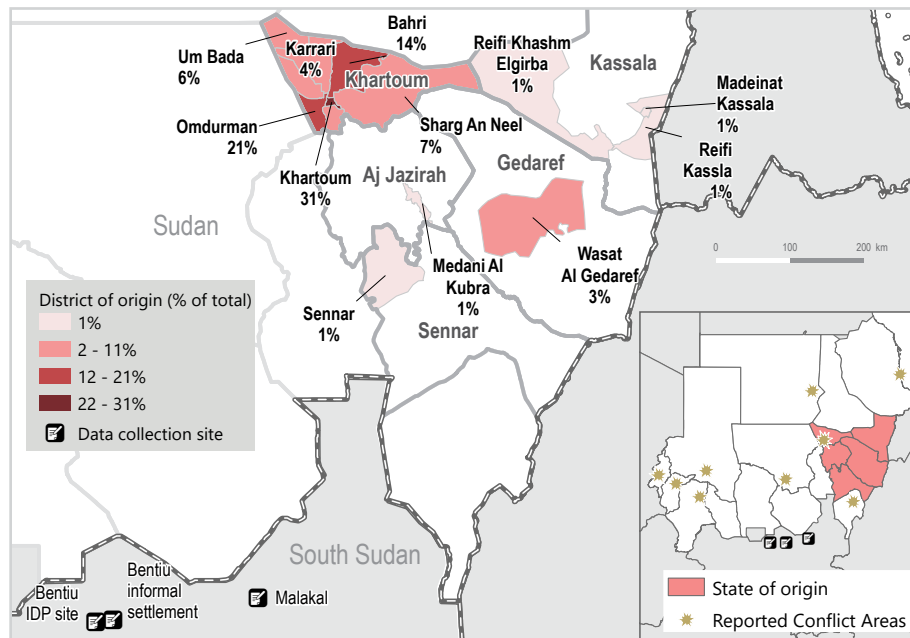 Bahri
14%
Um Bada
6%
Karrari
4%
Khartoum
Reifi Khashm
Elgirba
1%
Kassala
Madeinat
Kassala
1%
Omdurman
21%
Sharg An Neel
7%
Reifi
Kassla
1%
Khartoum
31%
Aj Jazirah
Gedaref
Sudan
0 100 200 km
Medani Al
Kubra
1%
Wasat
Al Gedaref
3%
Sennar
1%
Sennar
District of origin (% of total)
1%
2 - 11%
12 - 21%
22 - 31%
Data collection site
South Sudan
Bentiu
IDP site
Bentiu
informal
settlement
Malakal
State of origin
Reported Conflict Areas